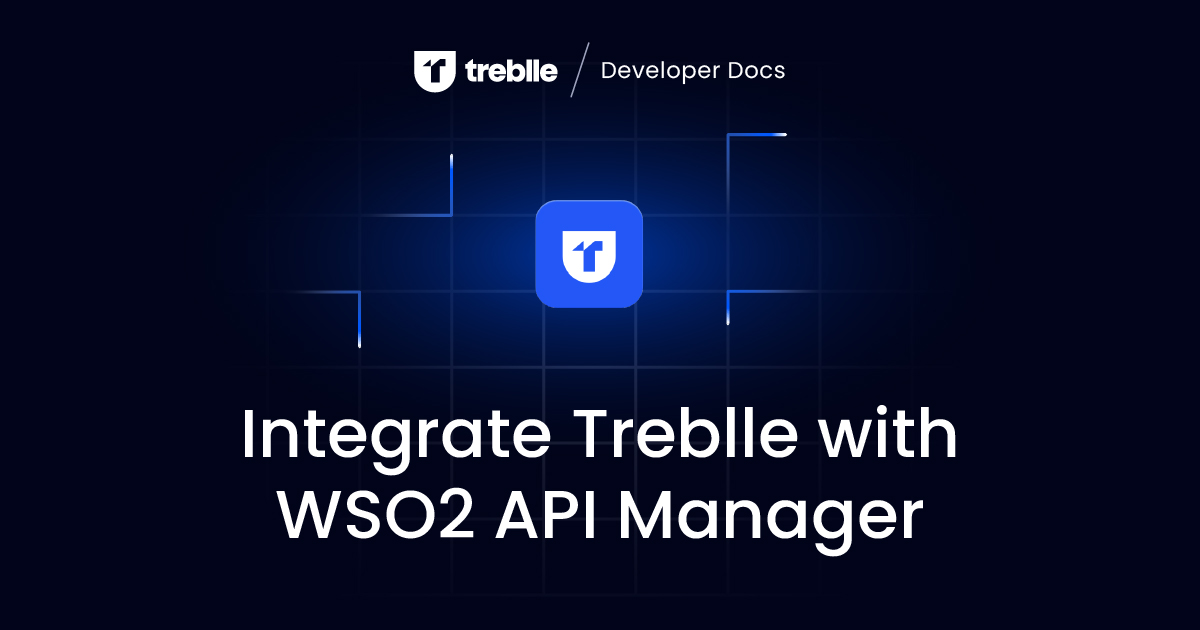 treblle / Developer Docs
Integrate Treblle with
WSO2 API Manager